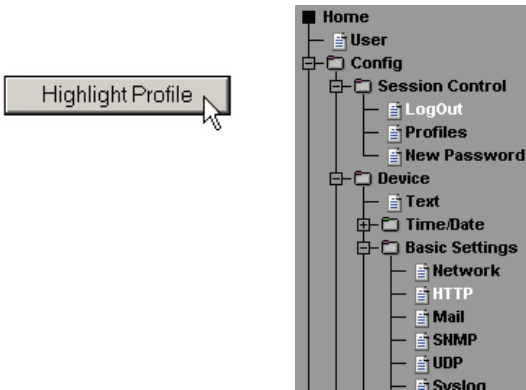 Highlight Profile
Home
User
Config
Session Control
LogOut
Profiles
New Password
Device
Text
Time/Date
Basic Settings
Network
HTTP
Mail
SNMP
UDP
Syslog